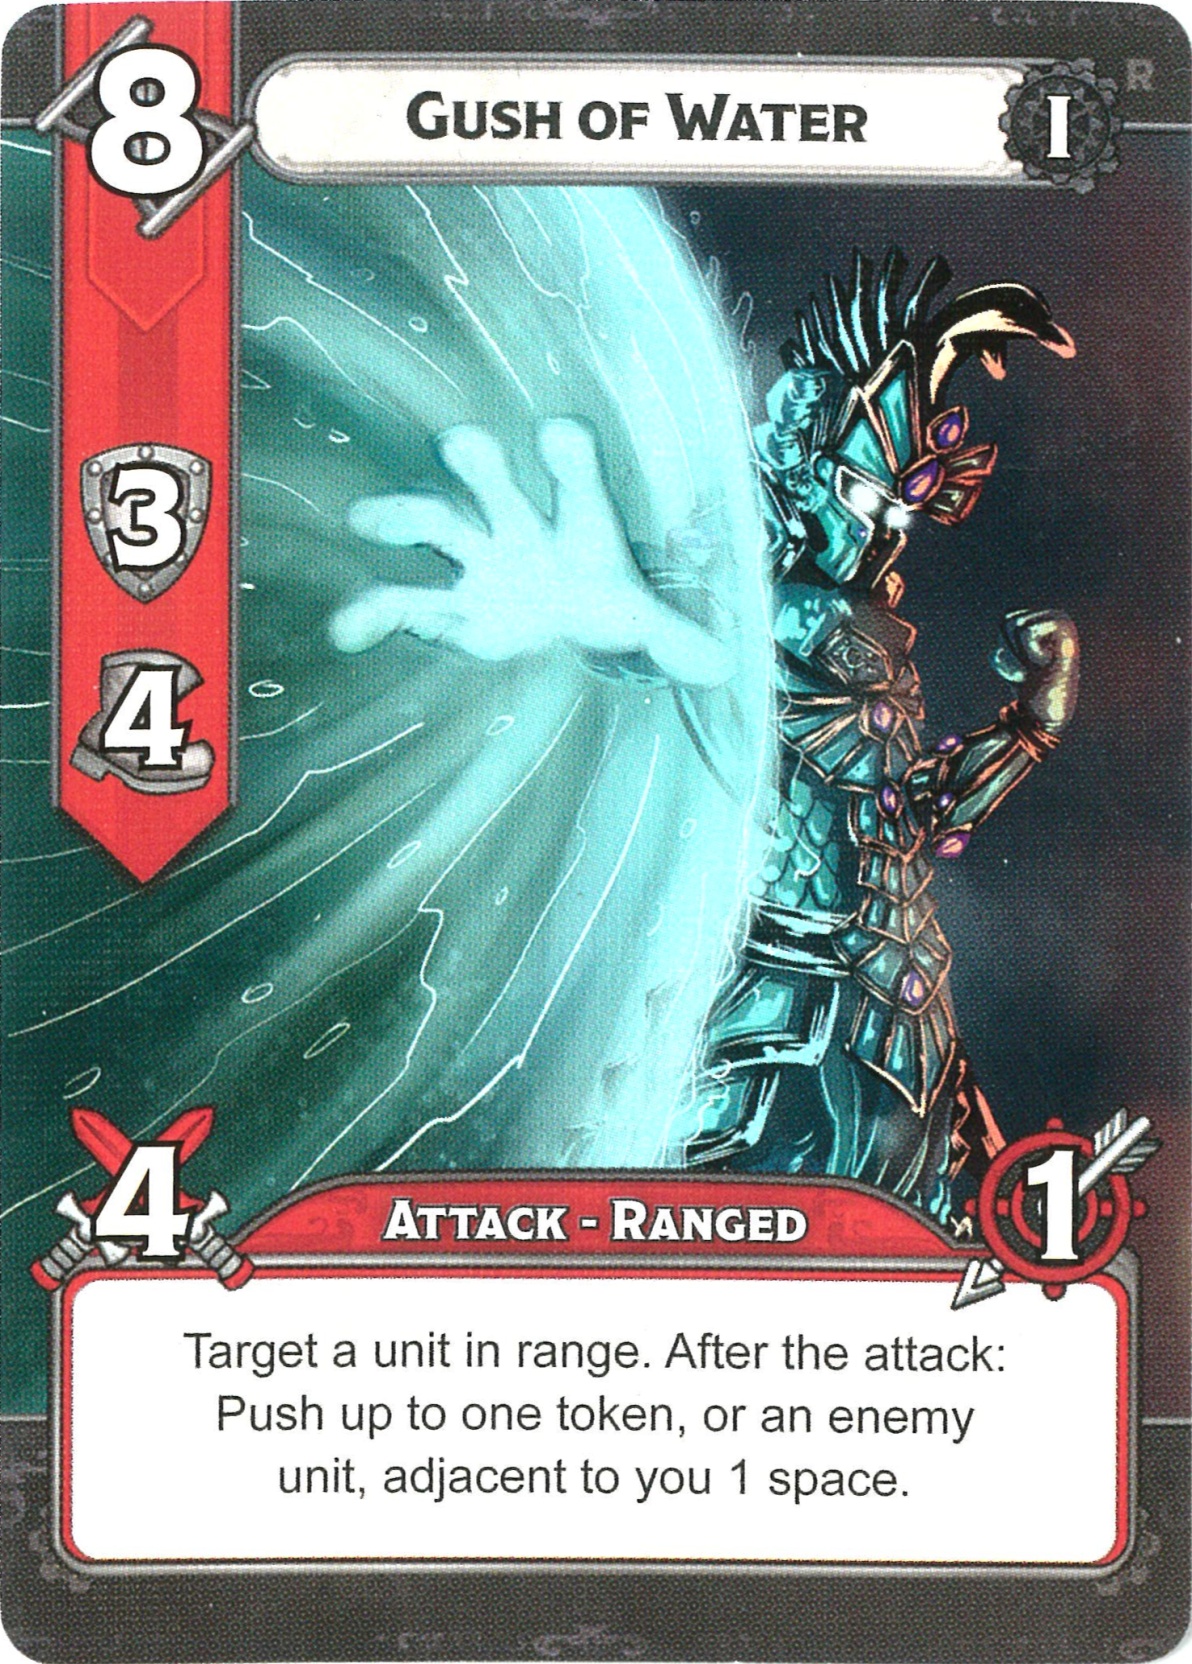 8
GUSH OF WATER
I
R
3
4
4
ATTACK - RANGED
1
Target a unit in range. After the attack:
Push up to one token, or an enemy
unit, adjacent to you 1 space.